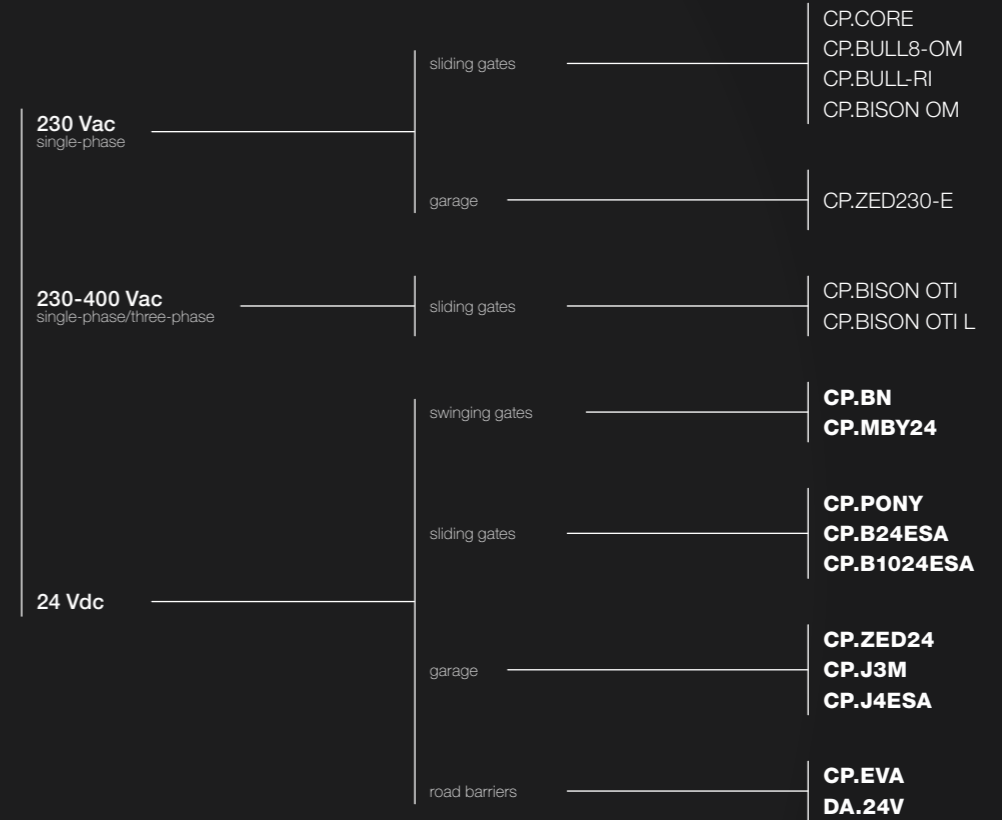 230 Vac
single-phase
sliding gates
CP.CORE
CP.BULL8-OM
CP.BULL-RI
CP.BISON OM
garage
CP.ZED230-E
230-400 Vac
single-phase/three-phase
sliding gates
CP.BISON OTI
CP.BISON OTI L
24 Vdc
swinging gates
CP.BN
CP.MBY24
sliding gates
CP.PONY
CP.B24ESA
CP.B1024ESA
garage
CP.ZED24
CP.J3M
CP.J4ESA
road barriers
CP.EVA
DA.24V